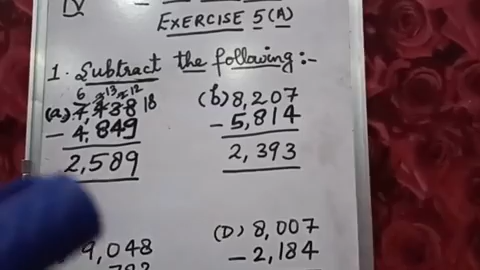 EXERCISE 5(A)
1. Subtract the following:-
6 13 12
(a) 7,438 18
- 4,849
2,589
(b) 8,207
- 5,814
2,393
9,048
(D) 8,007
- 2,184